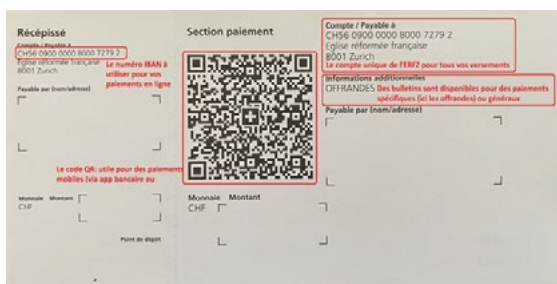 Récépissé
Compte / Payable à
CH56 0900 0000 8000 7279 2
Eglise réformée française
8001 Zurich
Le numéro IBAN à
utiliser pour vos
paiements en ligne
Payable par (nom/adresse)
Le code QR: utile pour des paiements
mobiles (via app bancaire ou
Monnaie Montant
CHF
Point de dépôt
Section paiement
Monnaie Montant
CHF
Compte / Payable à
CH56 0900 0000 8000 7279 2
Eglise réformée française
8001 Zurich
Le compte unique de l'ERFZ pour tous vos versements
Informations additionnelles
OFFRANDES Des bulletins sont disponibles pour des paiements
spécifiques (ici les offrandes) ou généraux
Payable par (nom/adresse)